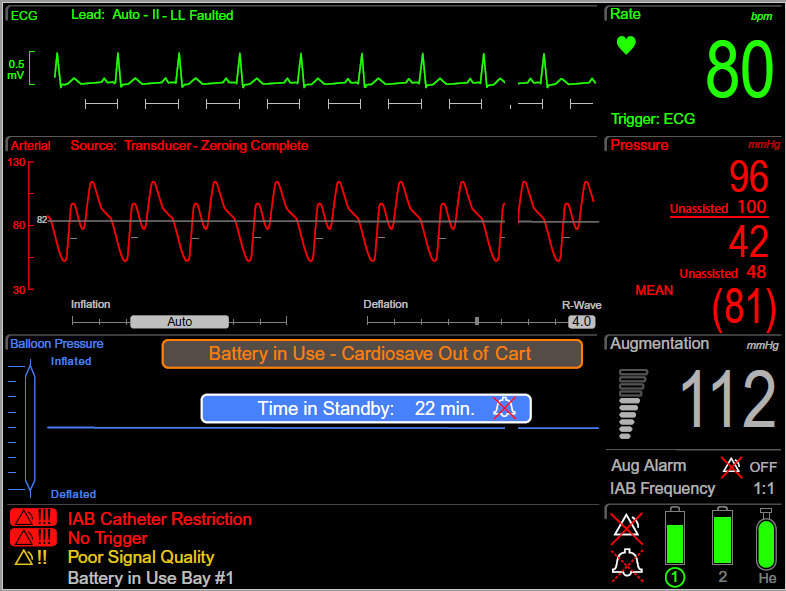 ECG
Lead: Auto - II - LL Faulted
0.5
mV
Rate
bpm
80
Trigger: ECG
Arterial
Source: Transducer - Zeroing Complete
130
82
80
30
Inflation
Auto
Deflation
R-Wave
4.0
Pressure
mmHg
96
Unassisted 100
42
Unassisted 48
MEAN
(81)
Balloon Pressure
Inflated
Battery in Use - Cardiosave Out of Cart
Time in Standby: 22 min.
Deflated
Augmentation
mmHg
112
Aug Alarm OFF
IAB Frequency 1:1
!!! IAB Catheter Restriction
!!! No Trigger
!! Poor Signal Quality
Battery in Use Bay #1
1
2
He